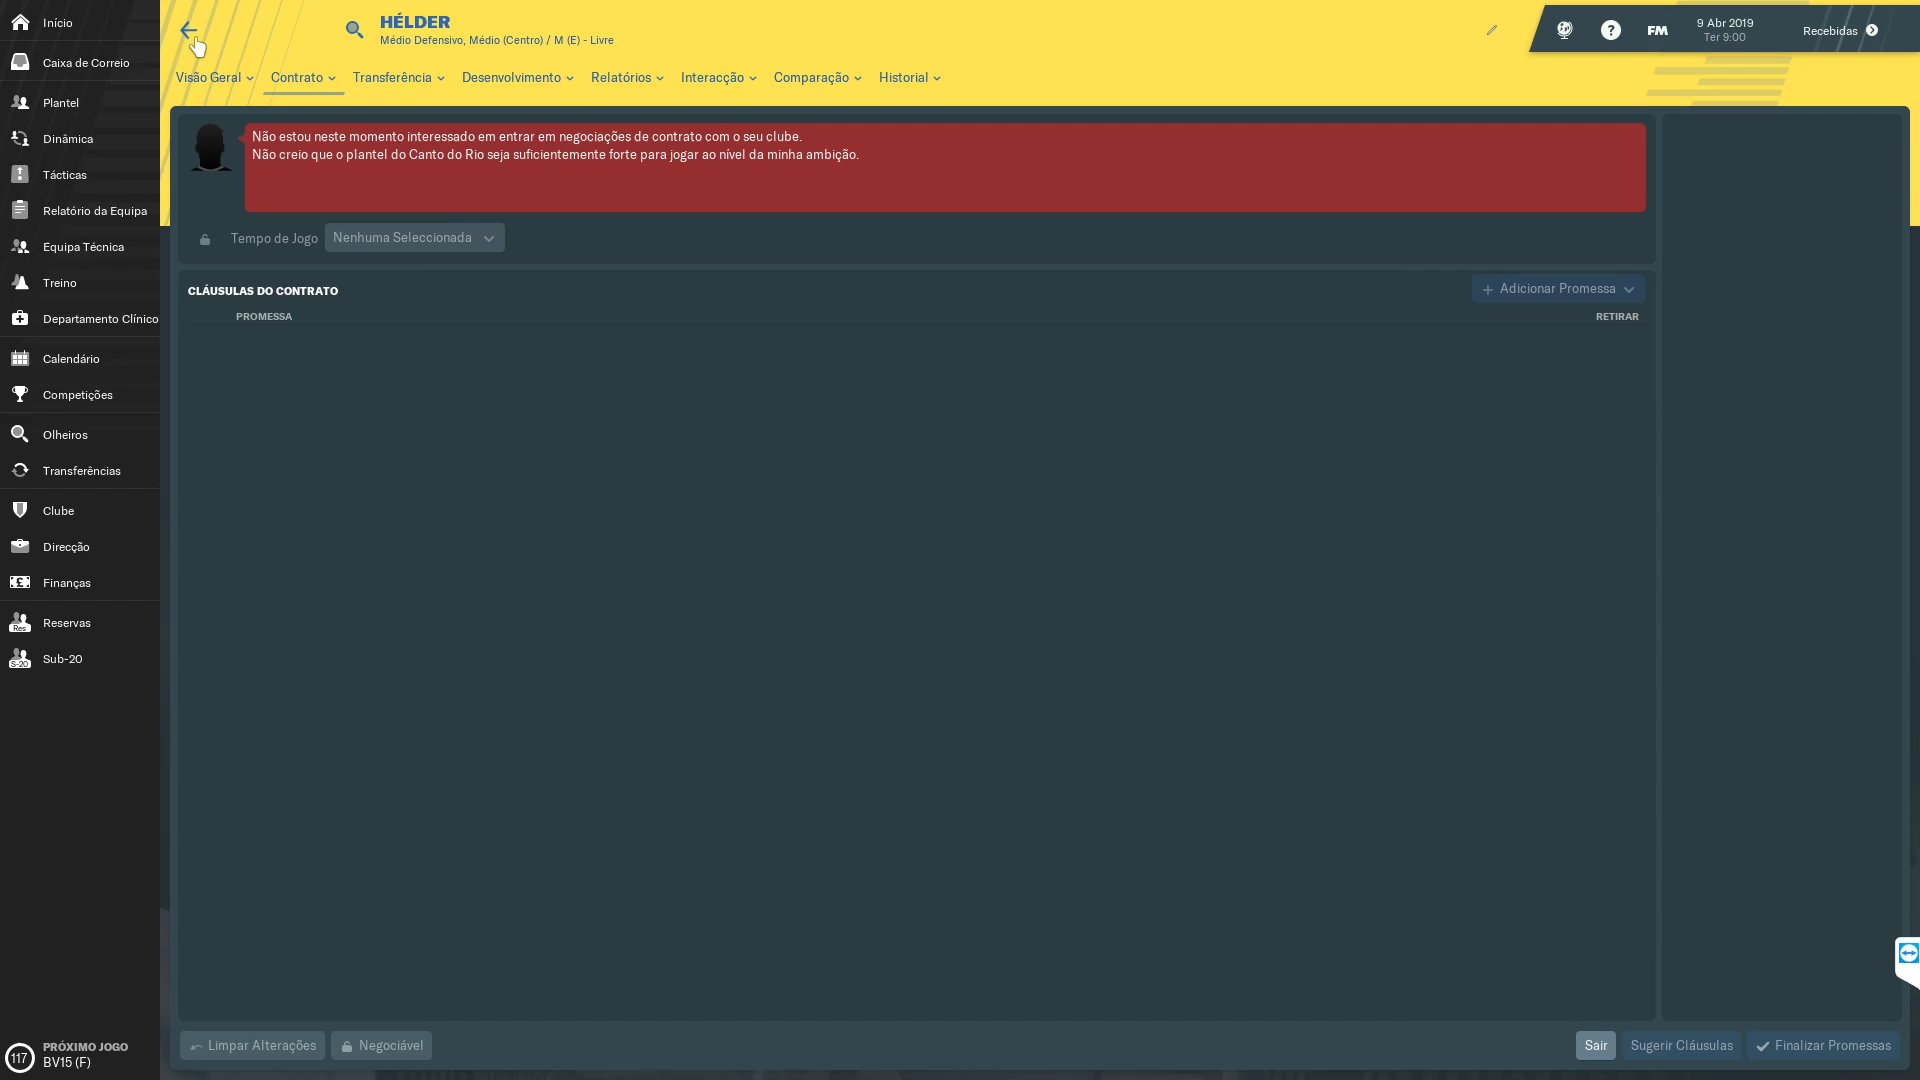 Início
Caixa de Correio
Plantel
Dinâmica
Tácticas
Relatório da Equipa
Equipa Técnica
Treino
Departamento Clínico
Calendário
Competições
Olheiros
Transferências
Clube
Direcção
Finanças
Res
Reservas
S-20
Sub-20
117
PRÓXIMO JOGO
BV15 (F)
HÉLDER
Médio Defensivo, Médio (Centro) / M (E) - Livre
FM
9 Abr 2019
Ter 9:00
Recebidas
Visão Geral
Contrato
Transferência
Desenvolvimento
Relatórios
Interacção
Comparação
Historial
Não estou neste momento interessado em entrar em negociações de contrato com o seu clube.
Não creio que o plantel do Canto do Rio seja suficientemente forte para jogar ao nível da minha ambição.
Tempo de Jogo
Nenhuma Seleccionada
CLÁUSULAS DO CONTRATO
Adicionar Promessa
PROMESSA
RETIRAR
Limpar Alterações
Negociável
Sair
Sugerir Cláusulas
Finalizar Promessas